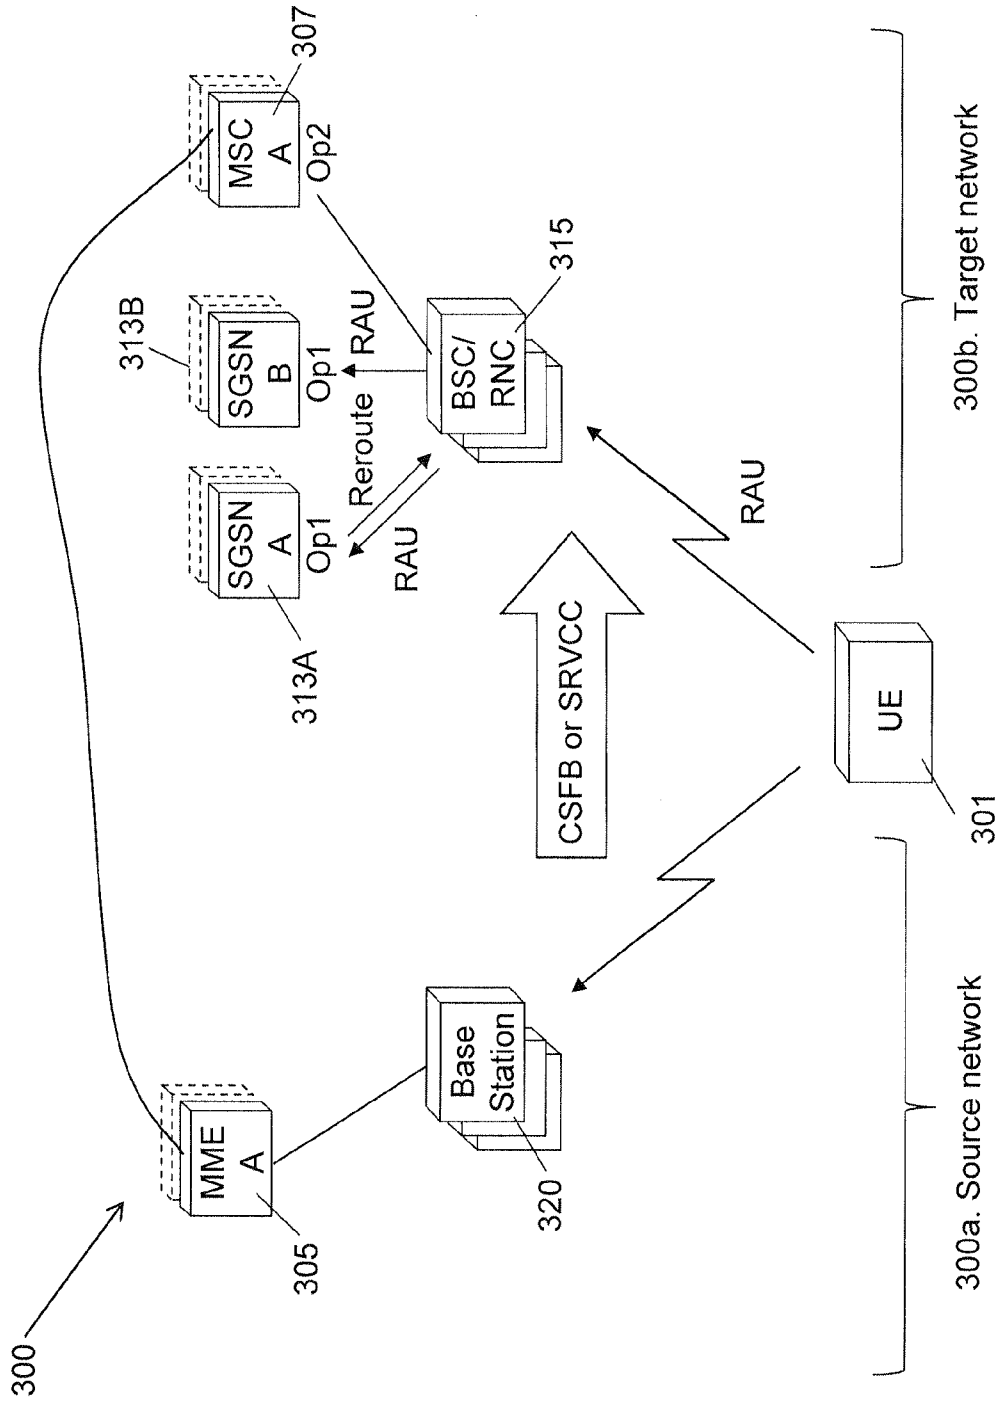 300
305
MME
A
313A
SGSN
A
Op1
313B
SGSN
B
Op1
307
MSC
A
Op2
Reroute
RAU
RAU
320
Base
Station
BSC/
RNC
315
CSFB or SRVCC
RAU
UE
301
300a. Source network
300b. Target network